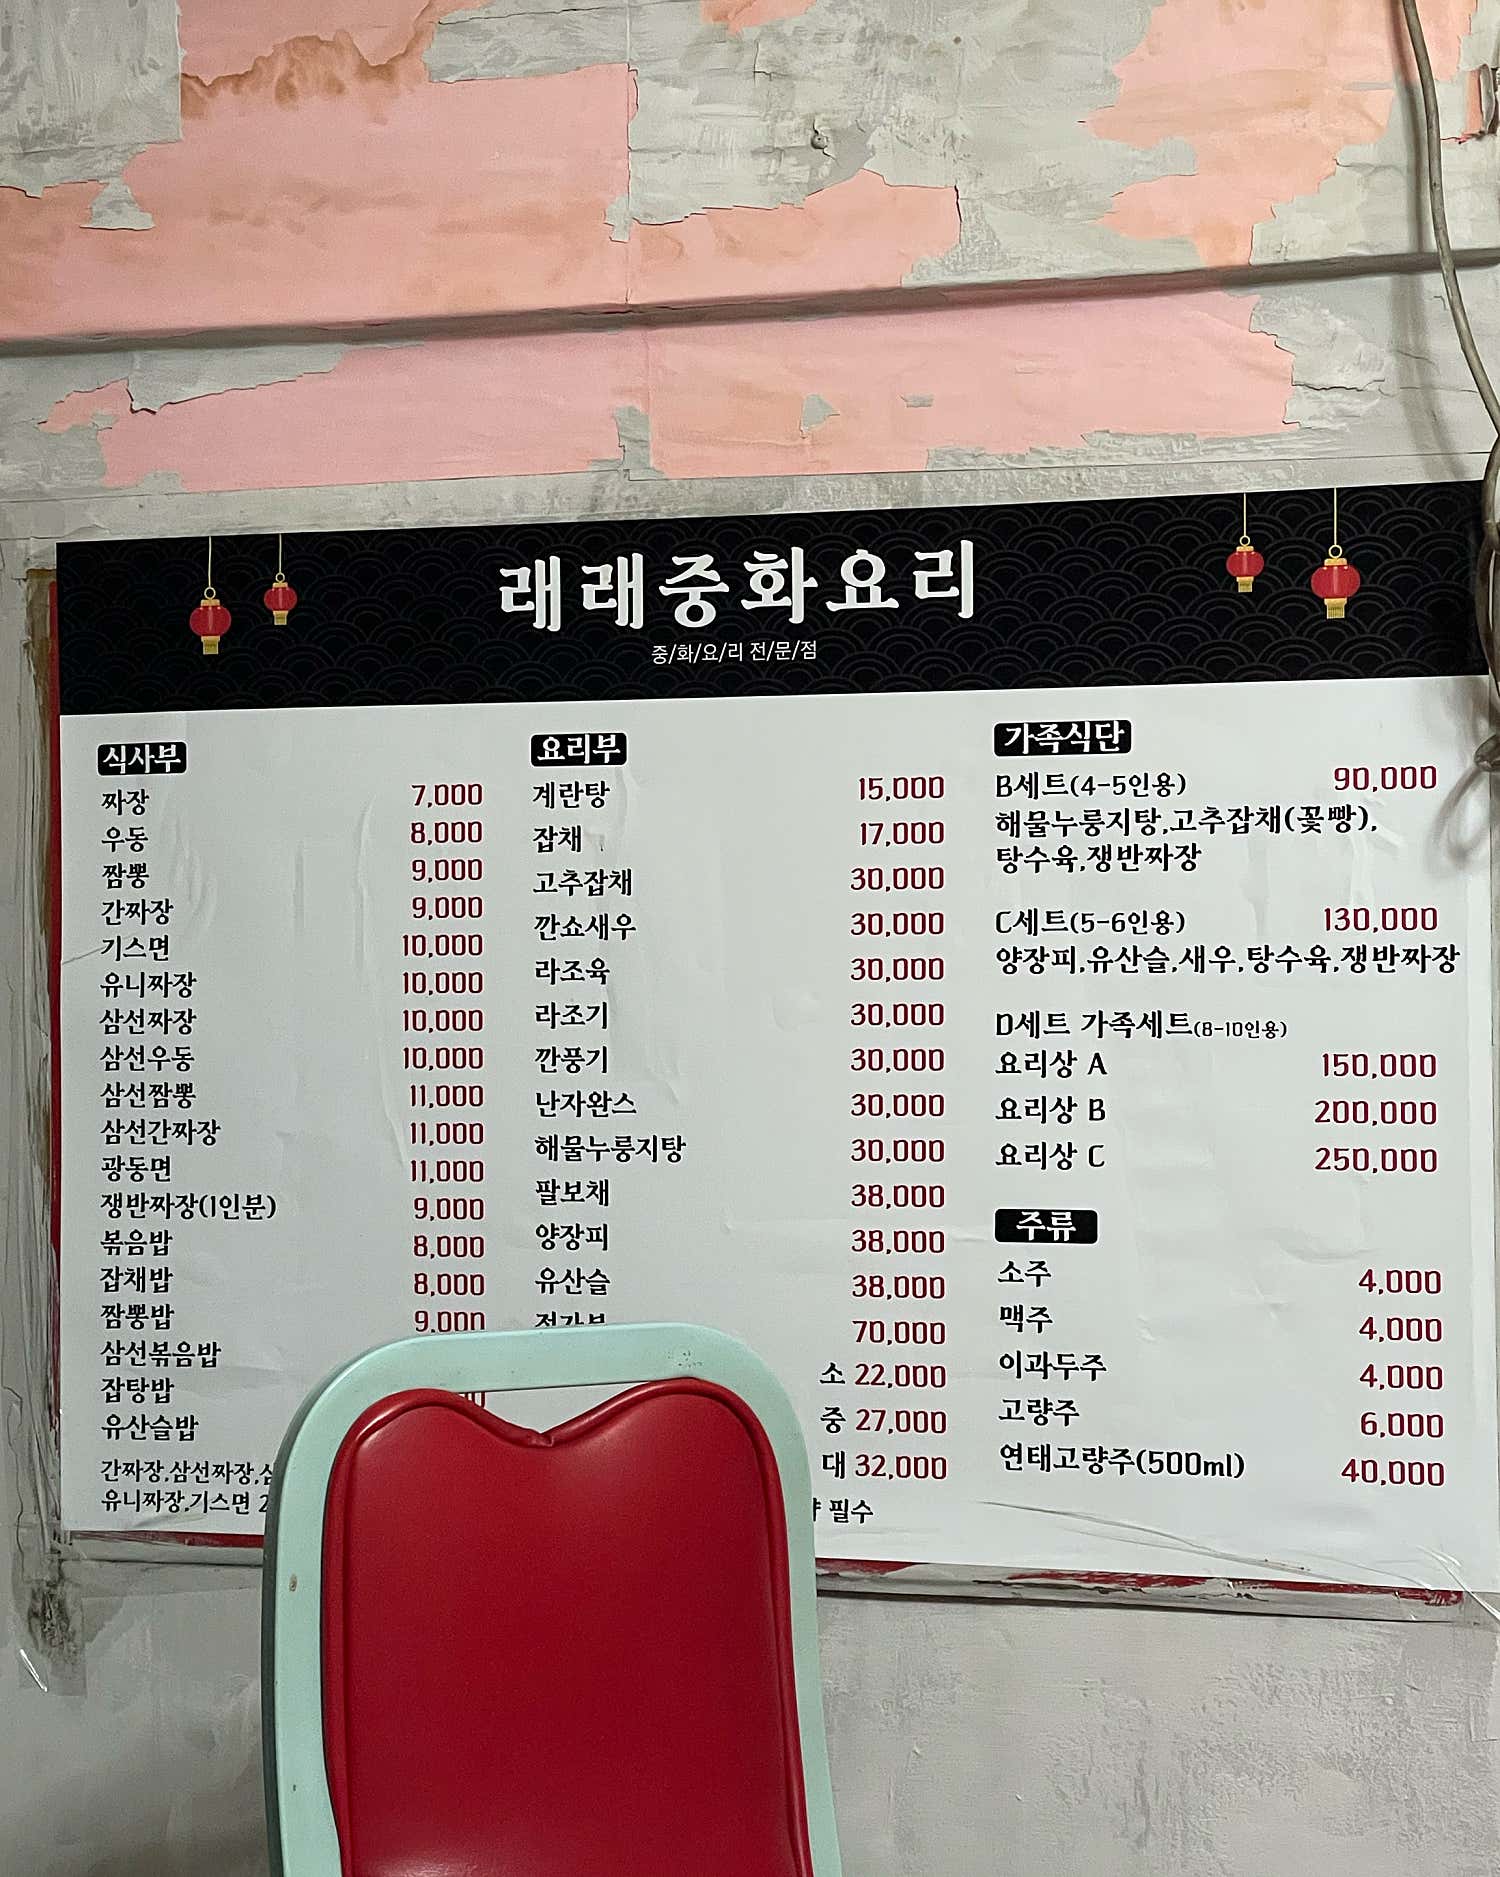 래래중화요리
중/화/요/리 전/문/점
식사부
짜장 7,000
우동 8,000
짬뽕 9,000
간짜장 9,000
기스면 10,000
유니짜장 10,000
삼선짜장 10,000
삼선우동 10,000
삼선짬뽕 11,000
삼선간짜장 11,000
광동면 11,000
쟁반짜장(1인분) 9,000
볶음밥 8,000
잡채밥 8,000
짬뽕밥 9,000
삼선볶음밥
잡탕밥
유산슬밥
간짜장,삼선짜장,
유니짜장,기스면
요리부
계란탕 15,000
잡채 17,000
고추잡채 30,000
깐쇼새우 30,000
라조육 30,000
라조기 30,000
깐풍기 30,000
난자완스 30,000
해물누룽지탕 30,000
팔보채 38,000
양장피 38,000
유산슬 38,000
70,000
소 22,000
중 27,000
대 32,000
필수
가족식단
B세트(4-5인용) 90,000
해물누룽지탕,고추잡채(꽃빵),
탕수육,쟁반짜장
C세트(5-6인용) 130,000
양장피,유산슬,새우,탕수육,쟁반짜장
D세트 가족세트(8-10인용)
요리상 A 150,000
요리상 B 200,000
요리상 C 250,000
주류
소주 4,000
맥주 4,000
이과두주 4,000
고량주 6,000
연태고량주(500ml) 40,000